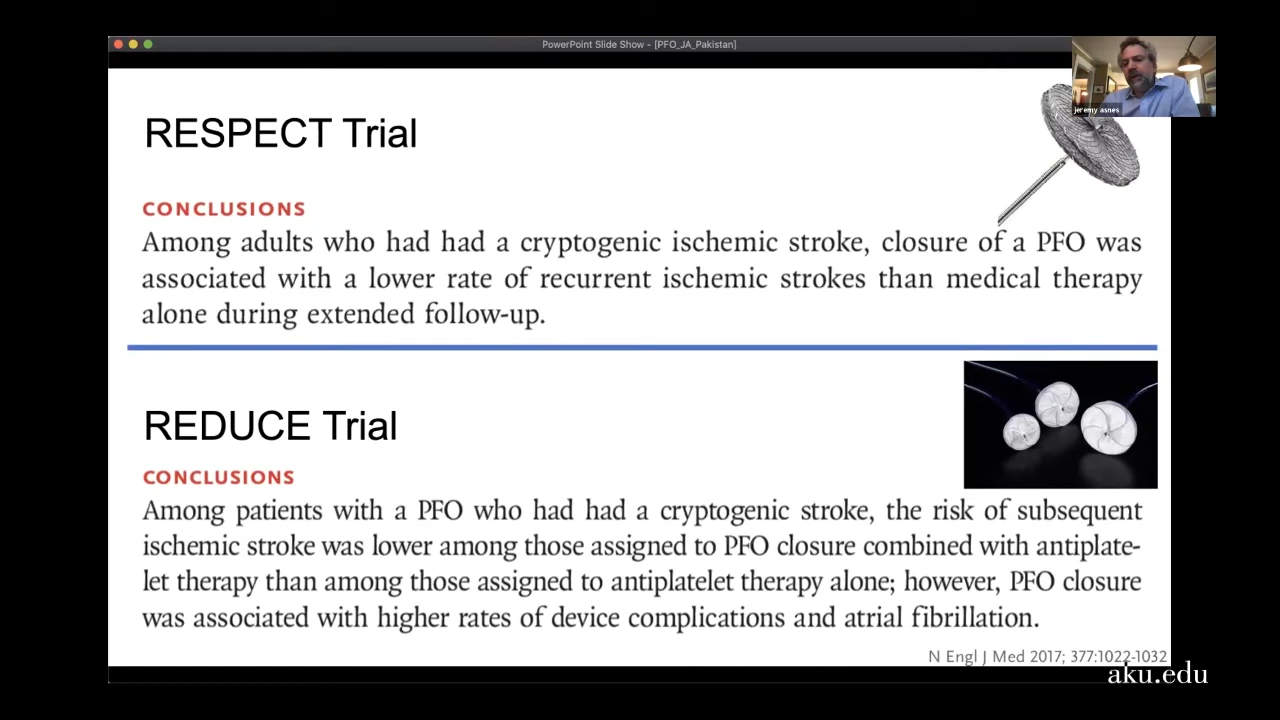 PowerPoint Slide Show - [PFO_JA_Pakistan]
jeremy asnes
RESPECT Trial
CONCLUSIONS
Among adults who had had a cryptogenic ischemic stroke, closure of a PFO was
associated with a lower rate of recurrent ischemic strokes than medical therapy
alone during extended follow-up.
REDUCE Trial
CONCLUSIONS
Among patients with a PFO who had had a cryptogenic stroke, the risk of subsequent
ischemic stroke was lower among those assigned to PFO closure combined with antiplate-
let therapy than among those assigned to antiplatelet therapy alone; however, PFO closure
was associated with higher rates of device complications and atrial fibrillation.
N Engl J Med 2017; 377:1022-1032
aku.edu